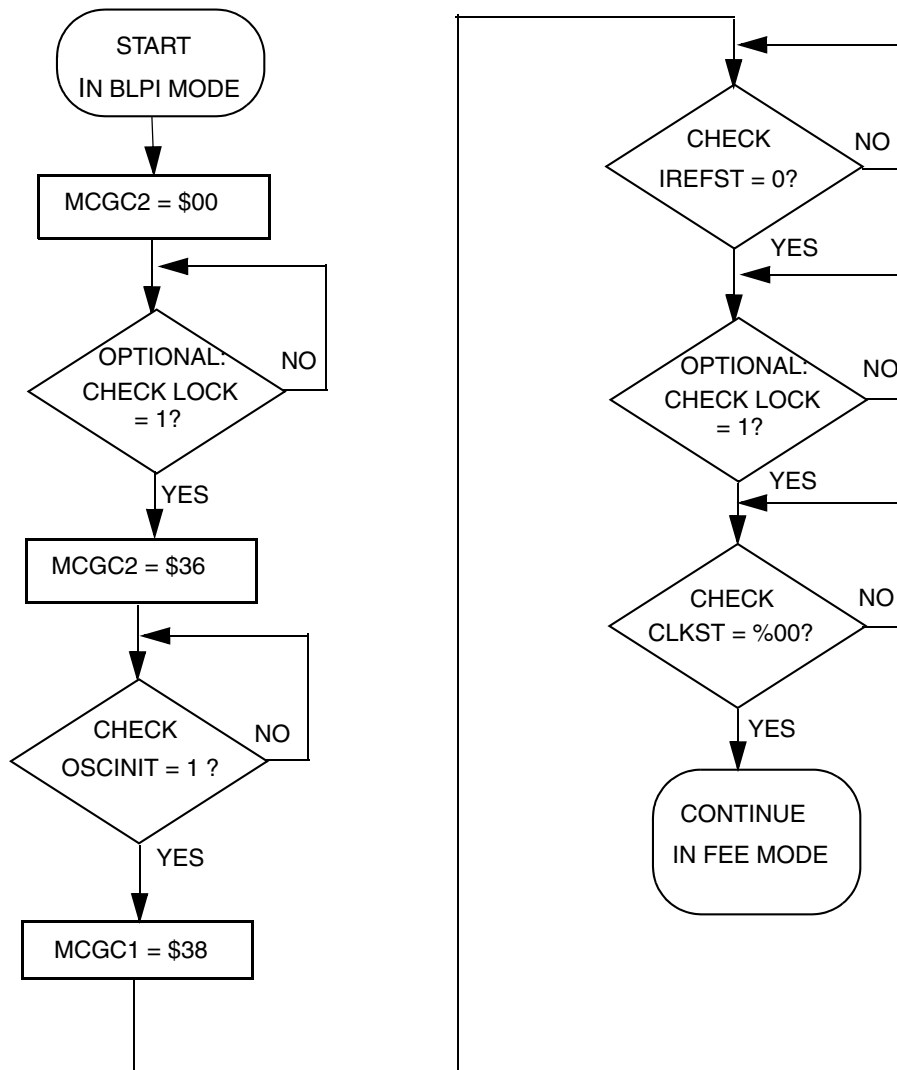 START
IN BLPI MODE
MCGC2 = $00
OPTIONAL:
CHECK LOCK
= 1?
NO
YES
MCGC2 = $36
CHECK
OSCINIT = 1 ?
NO
YES
MCGC1 = $38
CHECK
IREFST = 0?
NO
YES
OPTIONAL:
CHECK LOCK
= 1?
NO
YES
CHECK
CLKST = %00?
NO
YES
CONTINUE
IN FEE MODE